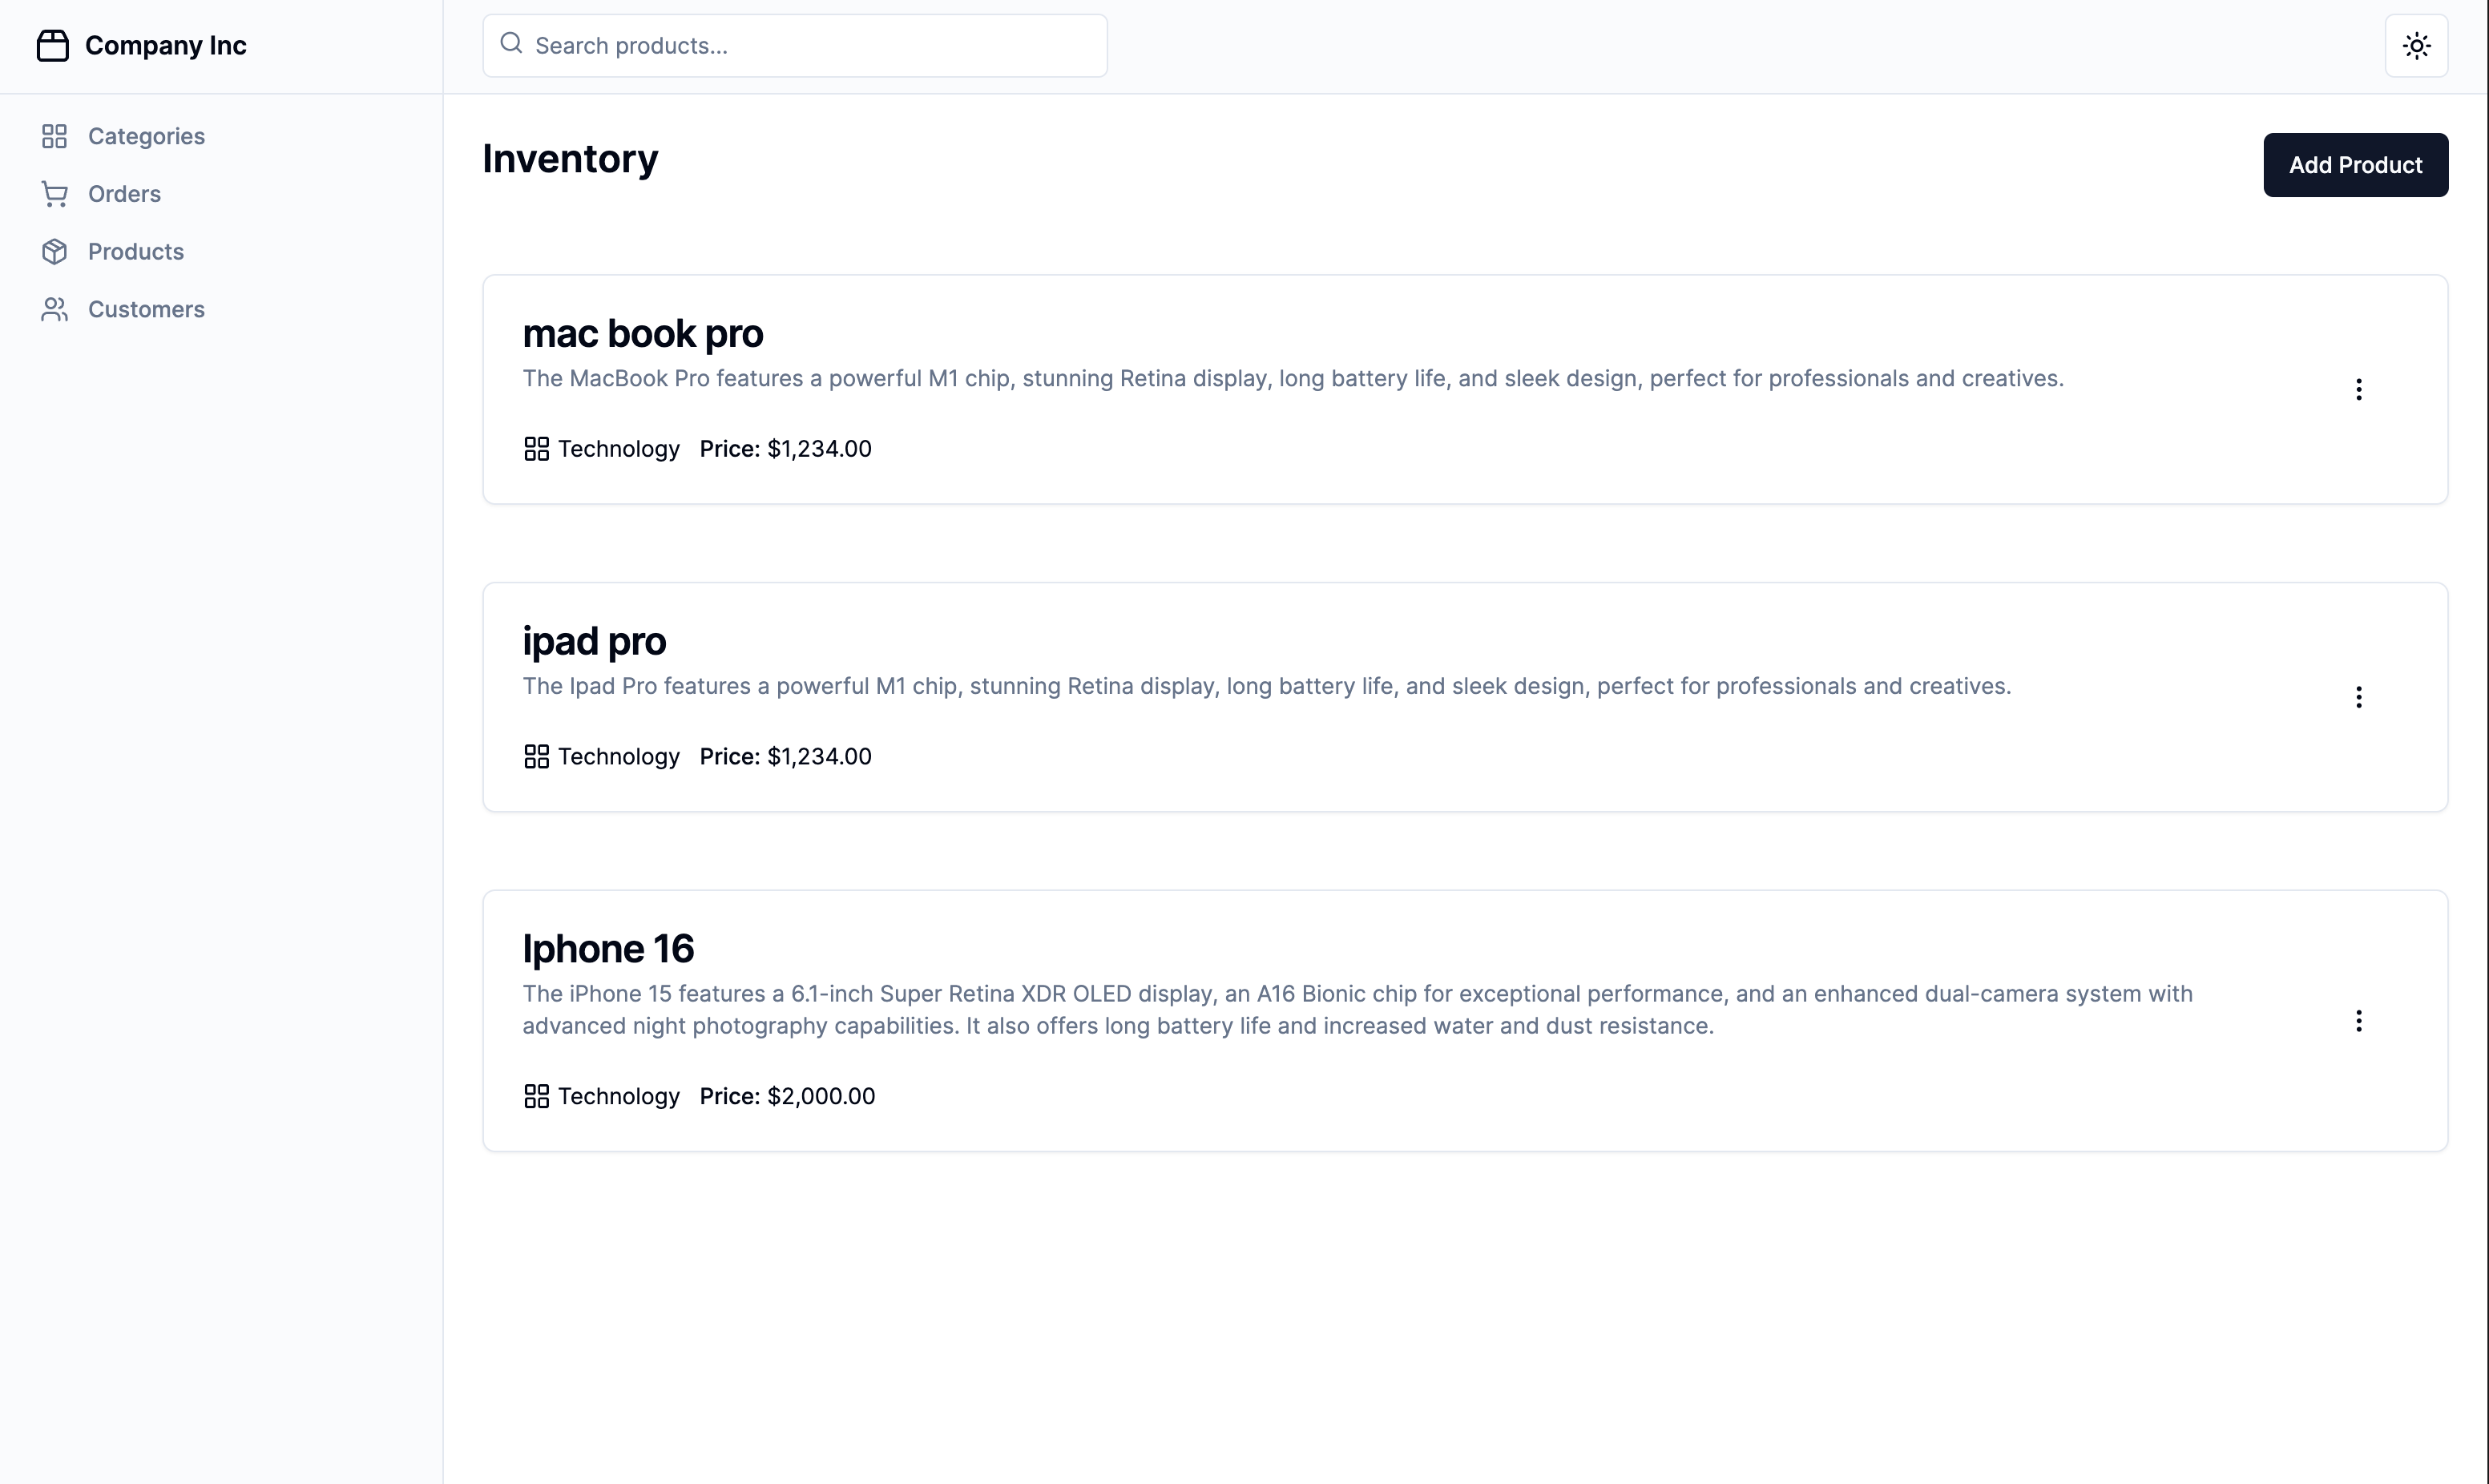 Company Inc
Search products...
Categories
Orders
Products
Customers
Inventory
Add Product
mac book pro
The MacBook Pro features a powerful M1 chip, stunning Retina display, long battery life, and sleek design, perfect for professionals and creatives.
Technology Price: $1,234.00
ipad pro
The Ipad Pro features a powerful M1 chip, stunning Retina display, long battery life, and sleek design, perfect for professionals and creatives.
Technology Price: $1,234.00
Iphone 16
The iPhone 15 features a 6.1-inch Super Retina XDR OLED display, an A16 Bionic chip for exceptional performance, and an enhanced dual-camera system with
advanced night photography capabilities. It also offers long battery life and increased water and dust resistance.
Technology Price: $2,000.00